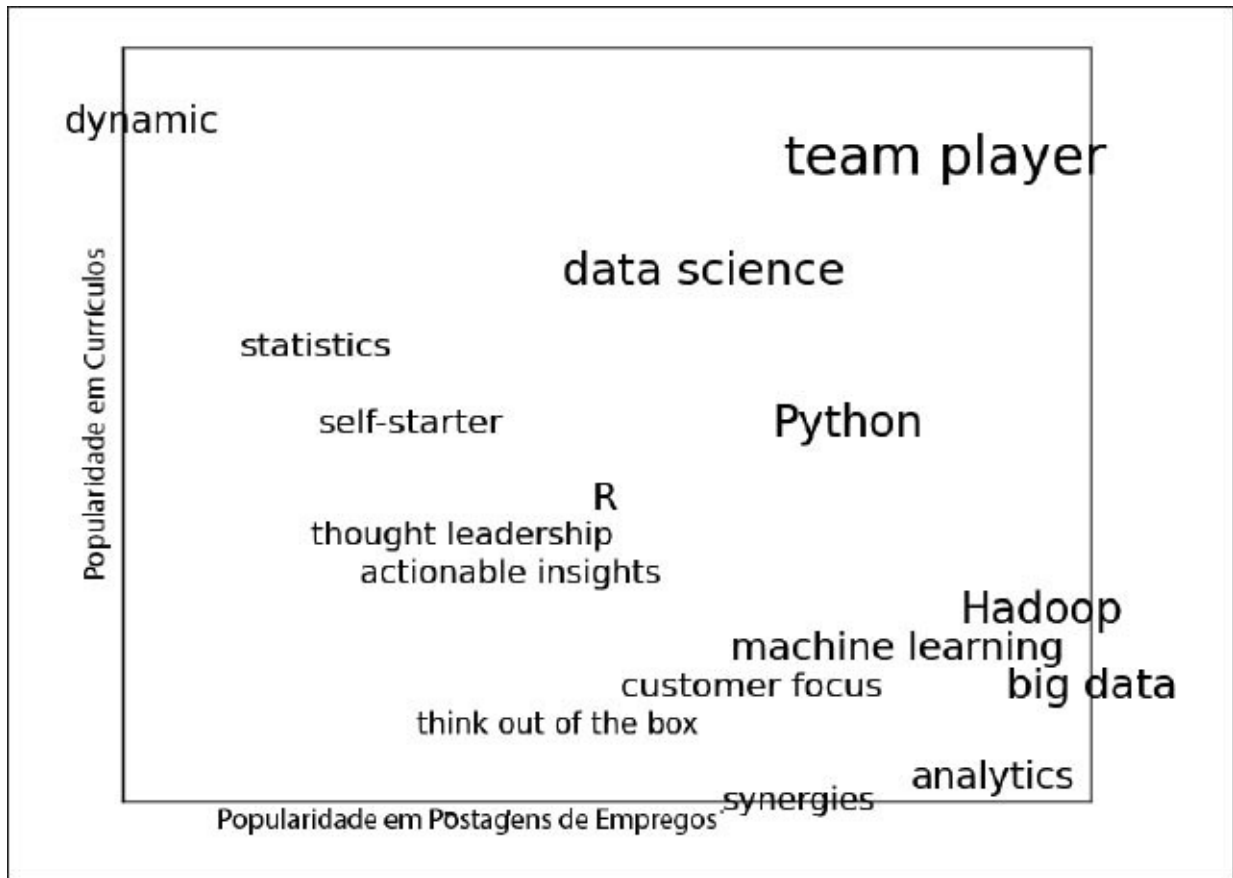 dynamic
team player
data science
statistics
self-starter
Python
R
thought leadership
actionable insights
Hadoop
machine learning
customer focus
big data
think out of the box
analytics
synergies
Popularidade em Currículos
Popularidade em Postagens de Empregos